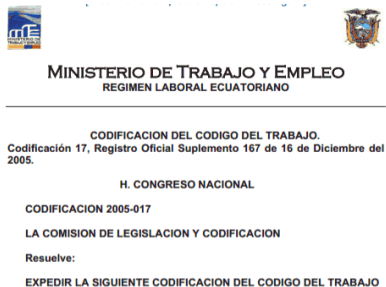 MINISTERIO DE TRABAJO Y EMPLEO
REGIMEN LABORAL ECUATORIANO
CODIFICACION DEL CODIGO DEL TRABAJO.
Codificación 17, Registro Oficial Suplemento 167 de 16 de Diciembre del
2005.
H. CONGRESO NACIONAL
CODIFICACION 2005-017
LA COMISION DE LEGISLACION Y CODIFICACION
Resuelve:
EXPEDIR LA SIGUIENTE CODIFICACION DEL CODIGO DEL TRABAJO